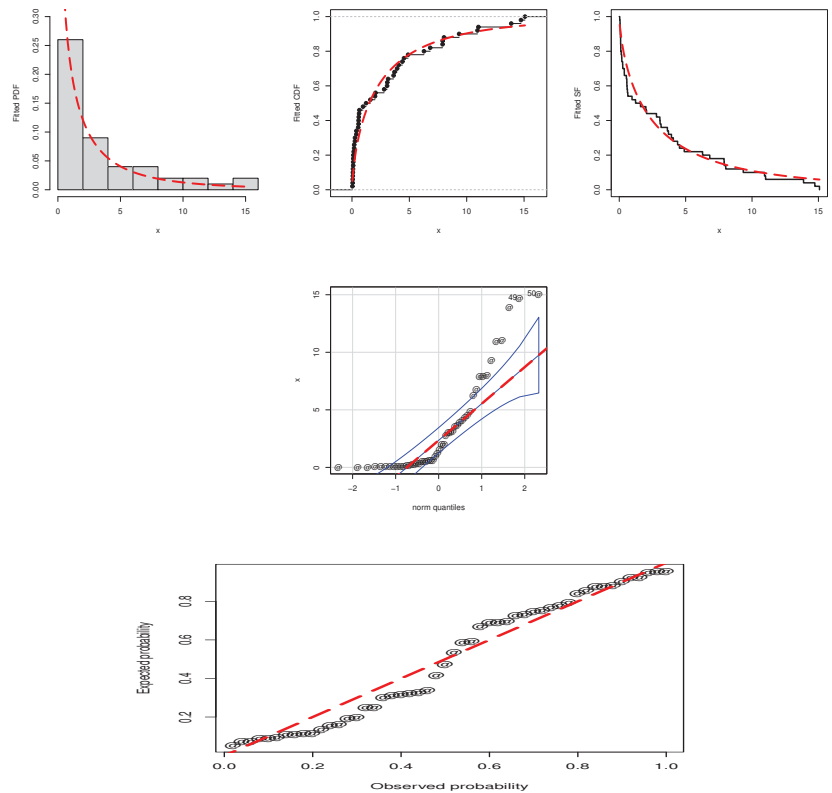 Fitted PDF
0.00 0.05 0.10 0.15 0.20 0.25 0.30
0 5 10 15
x
Fitted CDF
0.0 0.2 0.4 0.6 0.8 1.0
0 5 10 15
x
Fitted SF
0.0 0.2 0.4 0.6 0.8 1.0
0 5 10 15
x
x
0 5 10 15
49 50
−2 −1 0 1 2
norm quantiles
Expected probability
0.2 0.4 0.6 0.8
0.0 0.2 0.4 0.6 0.8 1.0
Observed probability